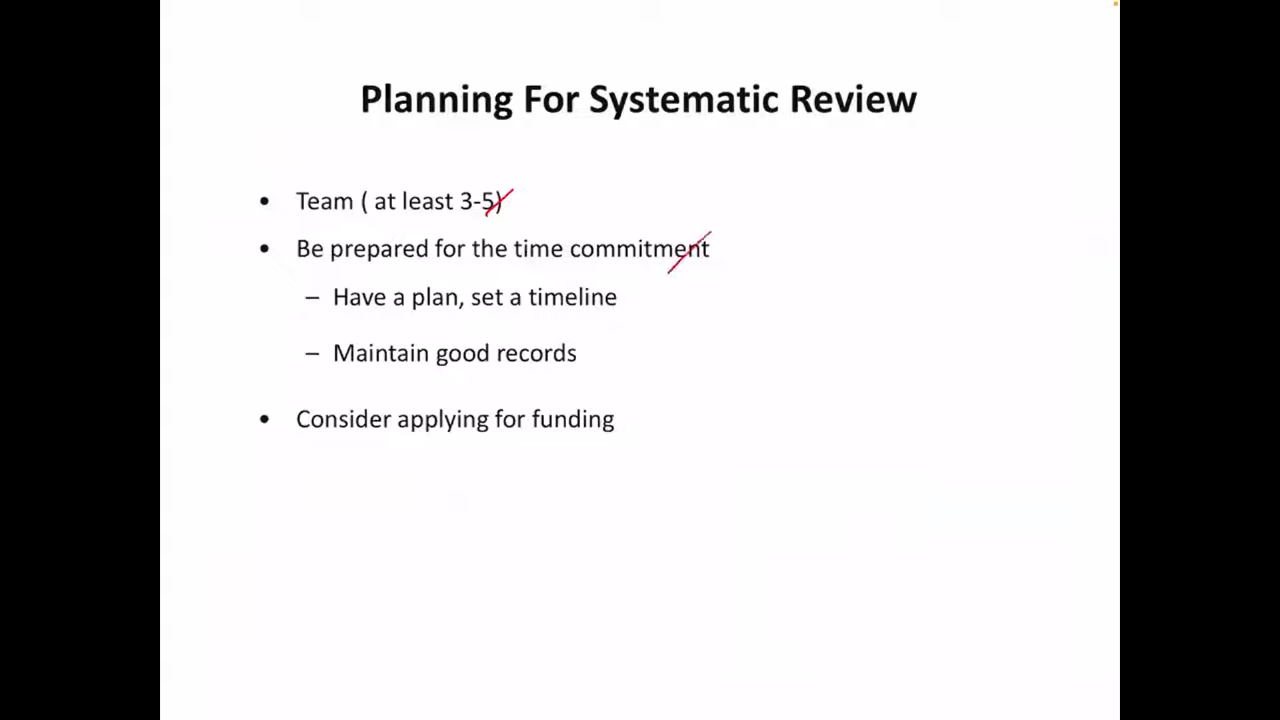 Planning For Systematic Review
• Team ( at least 3-5)
• Be prepared for the time commitment
– Have a plan, set a timeline
– Maintain good records
• Consider applying for funding